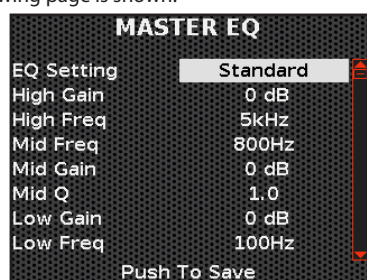 wing page is shown.
MASTER EQ
EQ Setting Standard
High Gain 0 dB
High Freq 5kHz
Mid Freq 800Hz
Mid Gain 0 dB
Mid Q 1.0
Low Gain 0 dB
Low Freq 100Hz
Push To Save